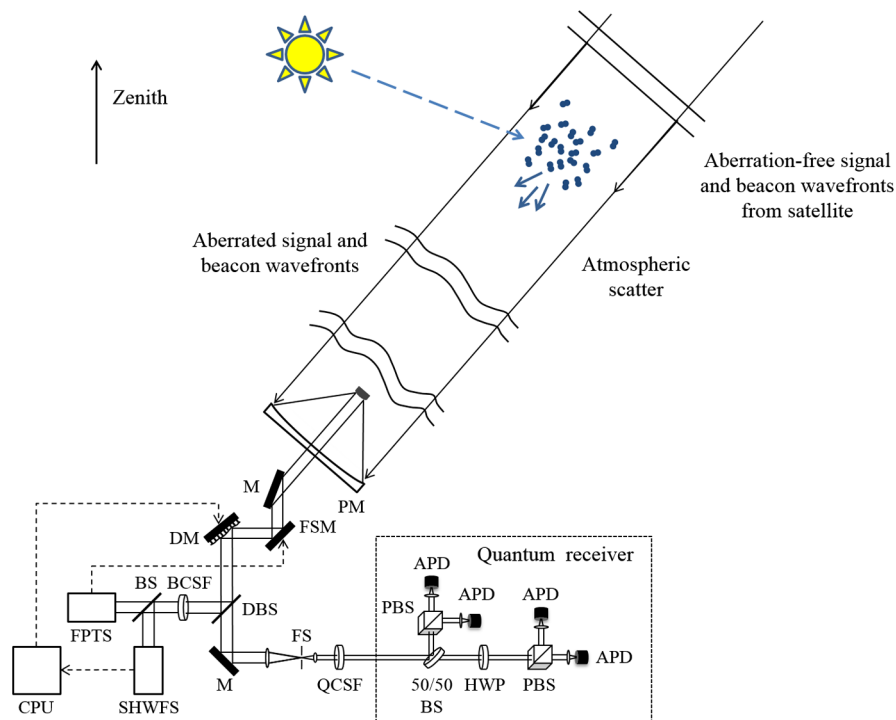 Zenith
Aberration-free signal
and beacon wavefronts
from satellite
Aberrated signal and
beacon wavefronts
Atmospheric
scatter
M
PM
DM
FSM
Quantum receiver
APD
APD
APD
PBS
BS
BCSF
DBS
FPTS
FS
APD
M
QCSF
50/50
BS
HWP
PBS
CPU
SHWFS